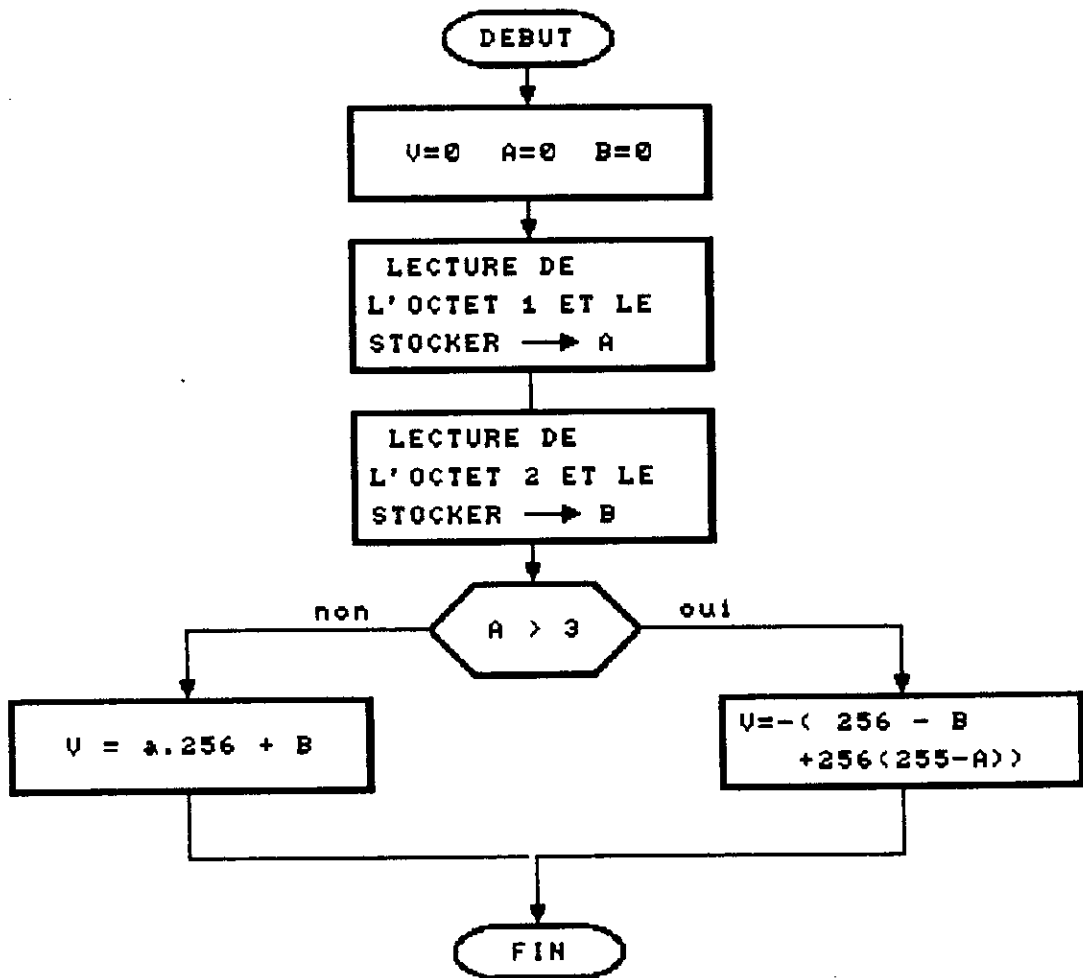 DEBUT
V=0 A=0 B=0
LECTURE DE
L'OCTET 1 ET LE
STOCKER → A
LECTURE DE
L'OCTET 2 ET LE
STOCKER → B
non
A > 3
oui
V = a.256 + B
V=-( 256 - B
+256(255-A))
FIN